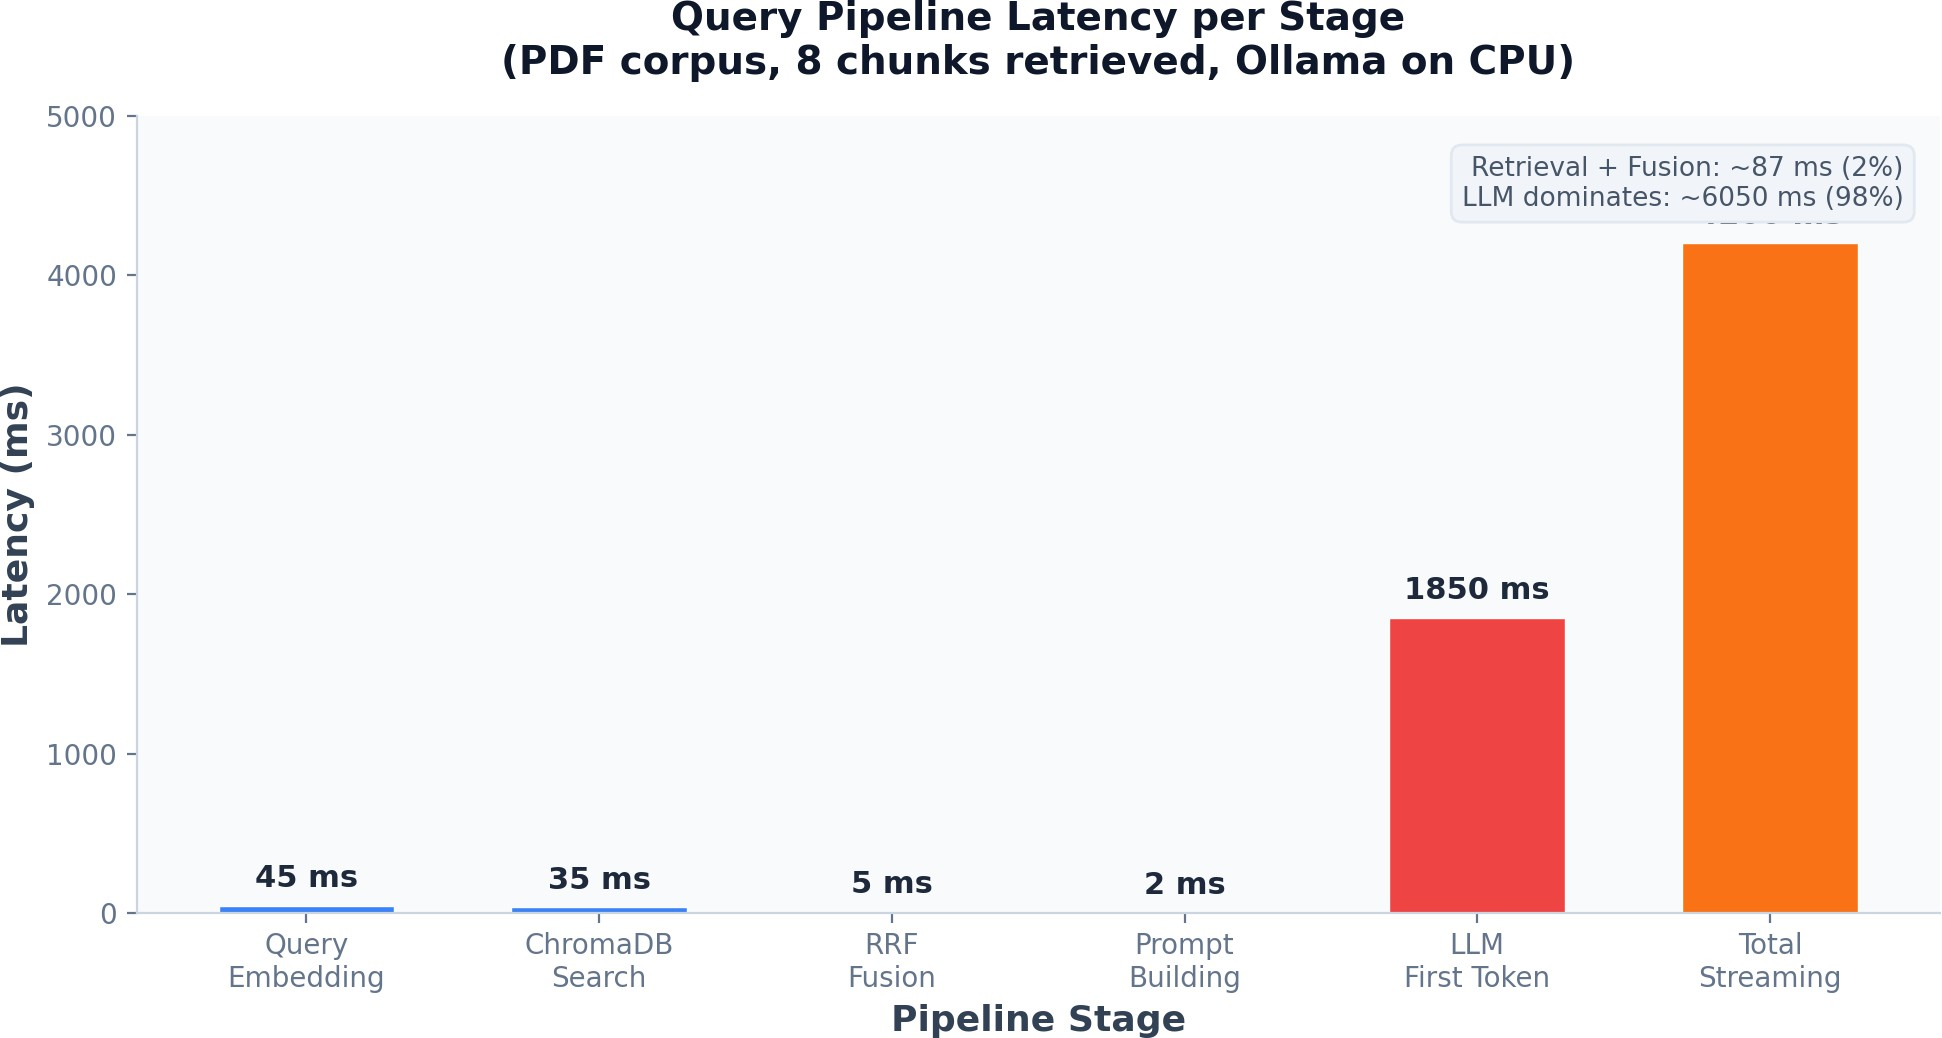 Query Pipeline Latency per Stage
(PDF corpus, 8 chunks retrieved, Ollama on CPU)
5000
4000
3000
2000
1000
0
Latency (ms)
Retrieval + Fusion: ~87 ms (2%)
LLM dominates: ~6050 ms (98%)
45 ms
35 ms
5 ms
2 ms
1850 ms
Query
Embedding
ChromaDB
Search
RRF
Fusion
Prompt
Building
LLM
First Token
Total
Streaming
Pipeline Stage